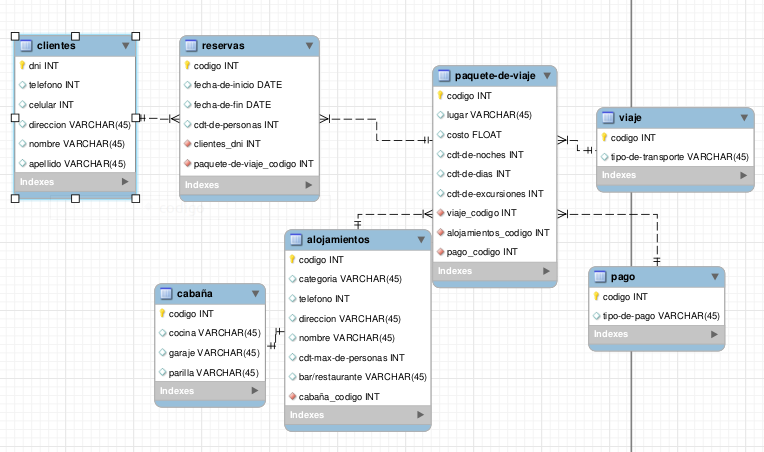 clientes
dni INT
telefono INT
celular INT
direccion VARCHAR(45)
nombre VARCHAR(45)
apellido VARCHAR(45)
Indexes
reservas
codigo INT
fecha-de-inicio DATE
fecha-de-fin DATE
cdt-de-personas INT
clientes_dni INT
paquete-de-viaje_codigo INT
Indexes
paquete-de-viaje
codigo INT
lugar VARCHAR(45)
costo FLOAT
cdt-de-noches INT
cdt-de-dias INT
cdt-de-excursiones INT
viaje_codigo INT
alojamientos_codigo INT
pago_codigo INT
Indexes
viaje
codigo INT
tipo-de-transporte VARCHAR(45)
Indexes
alojamientos
codigo INT
categoria VARCHAR(45)
telefono INT
direccion VARCHAR(45)
nombre VARCHAR(45)
cdt-max-de-personas INT
bar/restaurante VARCHAR(45)
cabaña_codigo INT
Indexes
cabaña
codigo INT
cocina VARCHAR(45)
garaje VARCHAR(45)
parilla VARCHAR(45)
Indexes
pago
codigo INT
tipo-de-pago VARCHAR(45)
Indexes